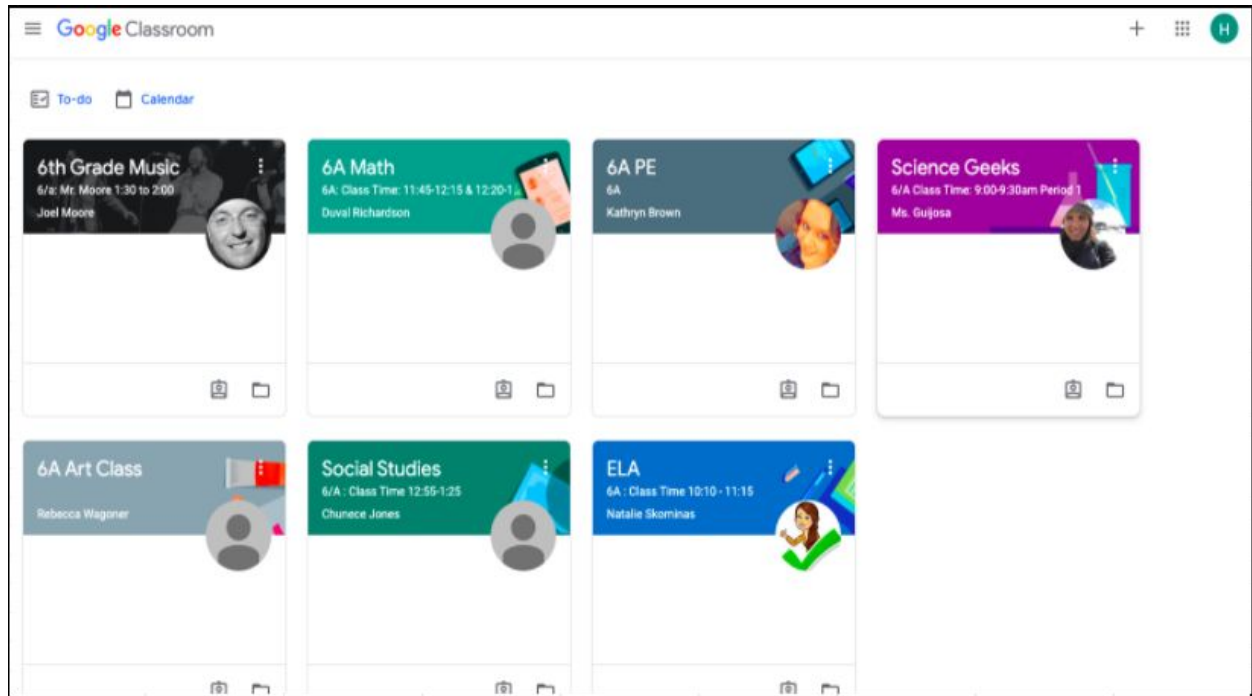 Google Classroom
H
To-do
Calendar
6th Grade Music
6/a: Mr. Moore 1:30 to 2:00
Joel Moore
6A Math
6A: Class Time: 11:45-12:15 & 12:20-1...
Duval Richardson
6A PE
6A
Kathryn Brown
Science Geeks
6/A Class Time: 9:00-9:30am Period 1
Ms. Guijosa
6A Art Class
Rebecca Wagoner
Social Studies
6/A : Class Time 12:55-1:25
Chunece Jones
ELA
6A : Class Time 10:10 - 11:15
Natalie Skominas